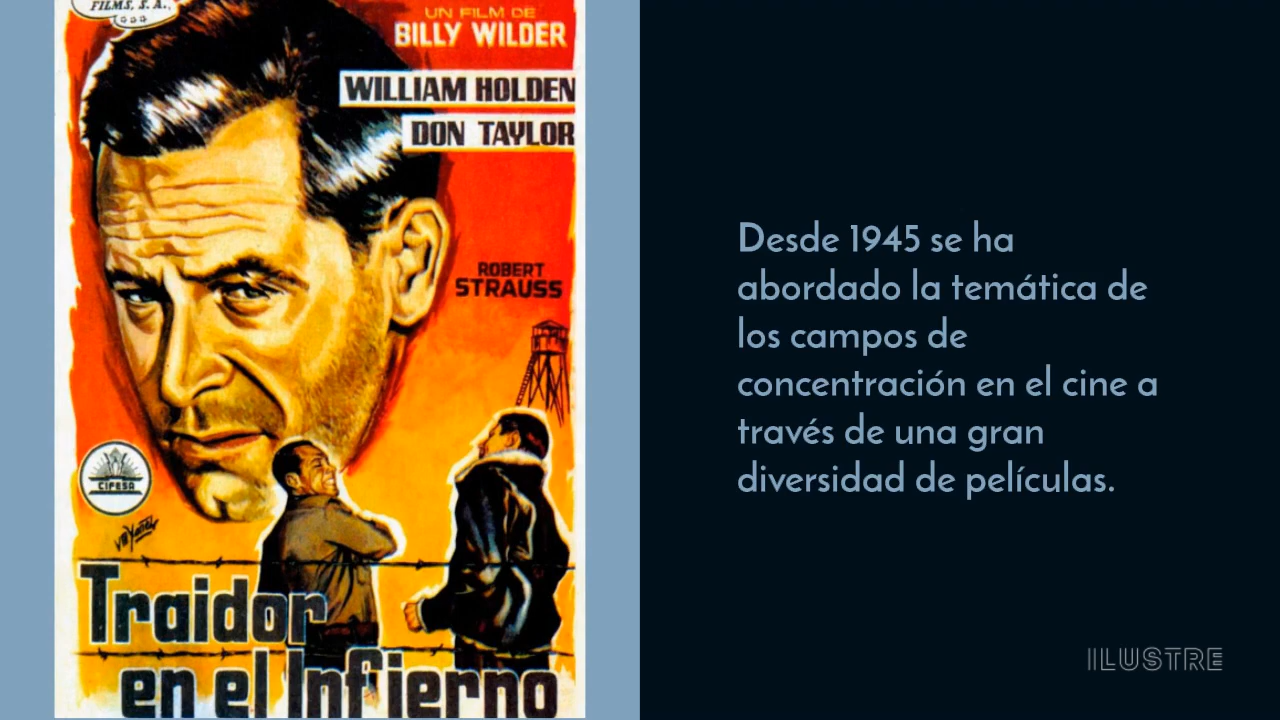 FILMS, S. A.,
UN FILM DE
BILLY WILDER
WILLIAM HOLDEN
DON TAYLOR
ROBERT
STRAUSS
CIFESA
Traidor
en el Infierno
Desde 1945 se ha
abordado la temática de
los campos de
concentración en el cine a
través de una gran
diversidad de películas.
ILUSTRE